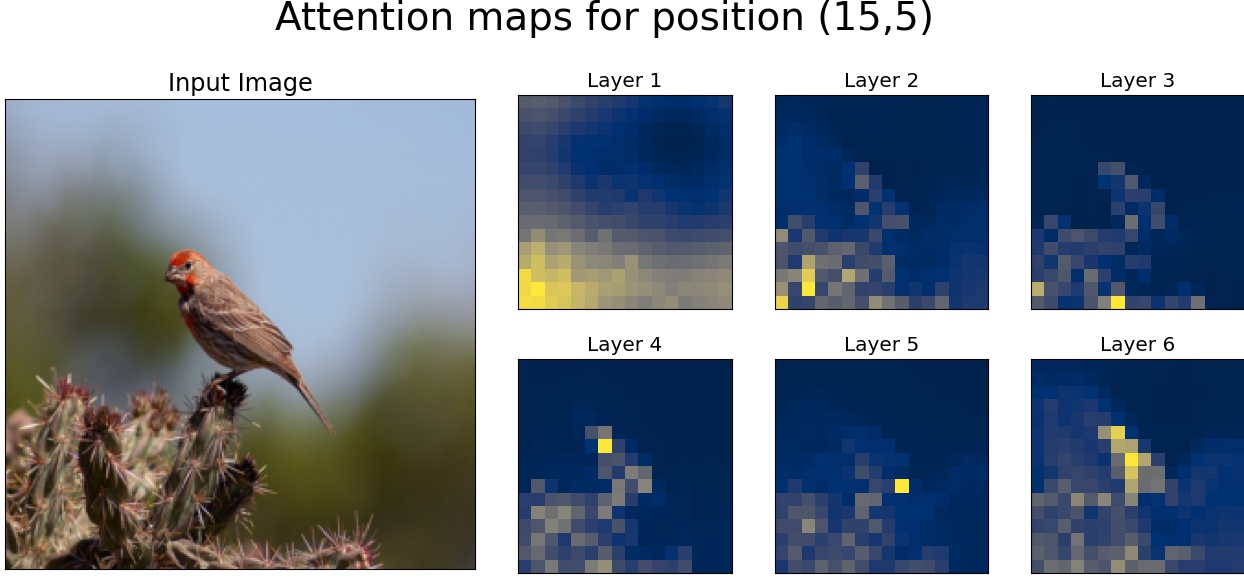 Attention maps for position (15,5)
Input Image
Layer 1
Layer 2
Layer 3
Layer 4
Layer 5
Layer 6